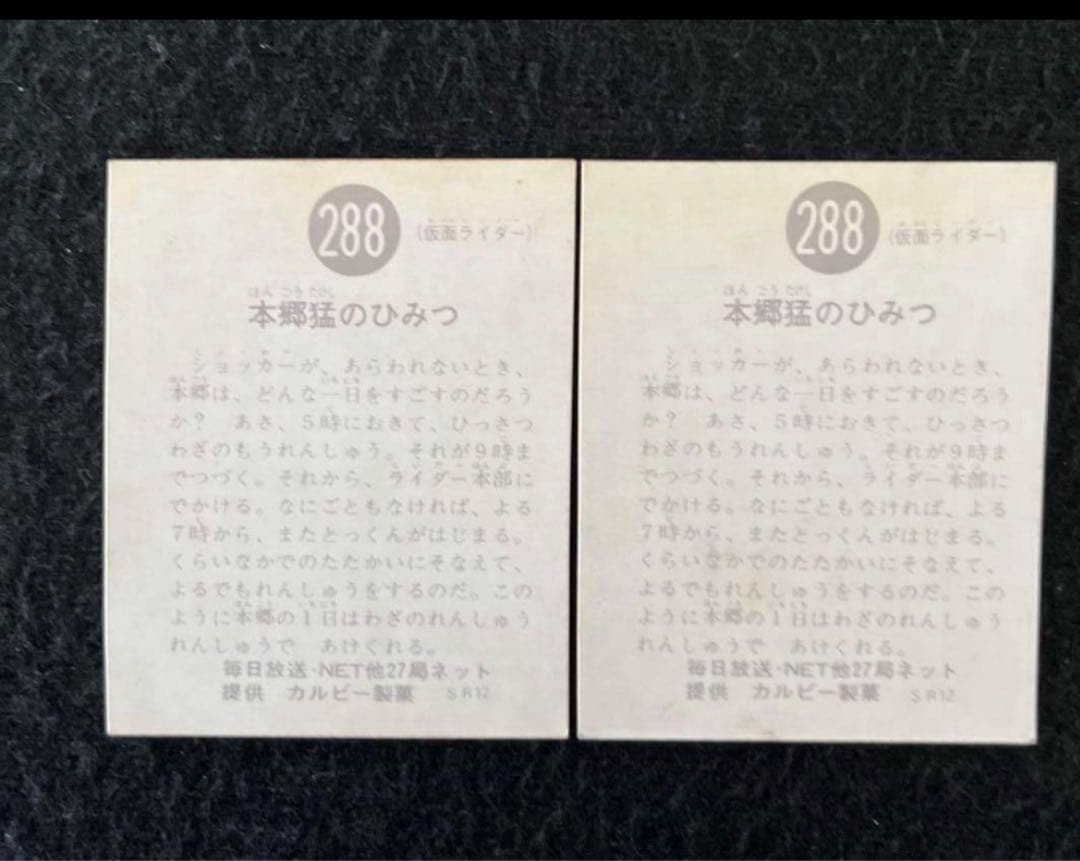 288 (仮面ライダー)
本郷猛のひみつ
ショッカーが、あらわれないとき、
本郷は、どんな一日をすごすのだろう
か? あさ、5時におきて、ひっさつ
わざのもうれんしゅう。それが9時ま
でつづく。それから、ライダー本部に
でかける。なにごともなければ、よる
7時から、またとっくんがはじまる。
くらいなかでのたたかいにそなえて、
よるでもれんしゅうをするのだ。この
ように本郷の1日はわざのれんしゅう
れんしゅうで あけくれる。
毎日放送・NET他27局ネット
提供 カルビー製菓 SR12
288 (仮面ライダー)
本郷猛のひみつ
ショッカーが、あらわれないとき、
本郷は、どんな一日をすごすのだろう
か? あさ、5時におきて、ひっさつ
わざのもうれんしゅう。それが9時ま
でつづく。それから、ライダー本部に
でかける。なにごともなければ、よる
7時から、またとっくんがはじまる。
くらいなかでのたたかいにそなえて、
よるでもれんしゅうをするのだ。この
ように本郷の1日はわざのれんしゅう
れんしゅうで あけくれる。
毎日放送・NET他27局ネット
提供 カルビー製菓 SR12